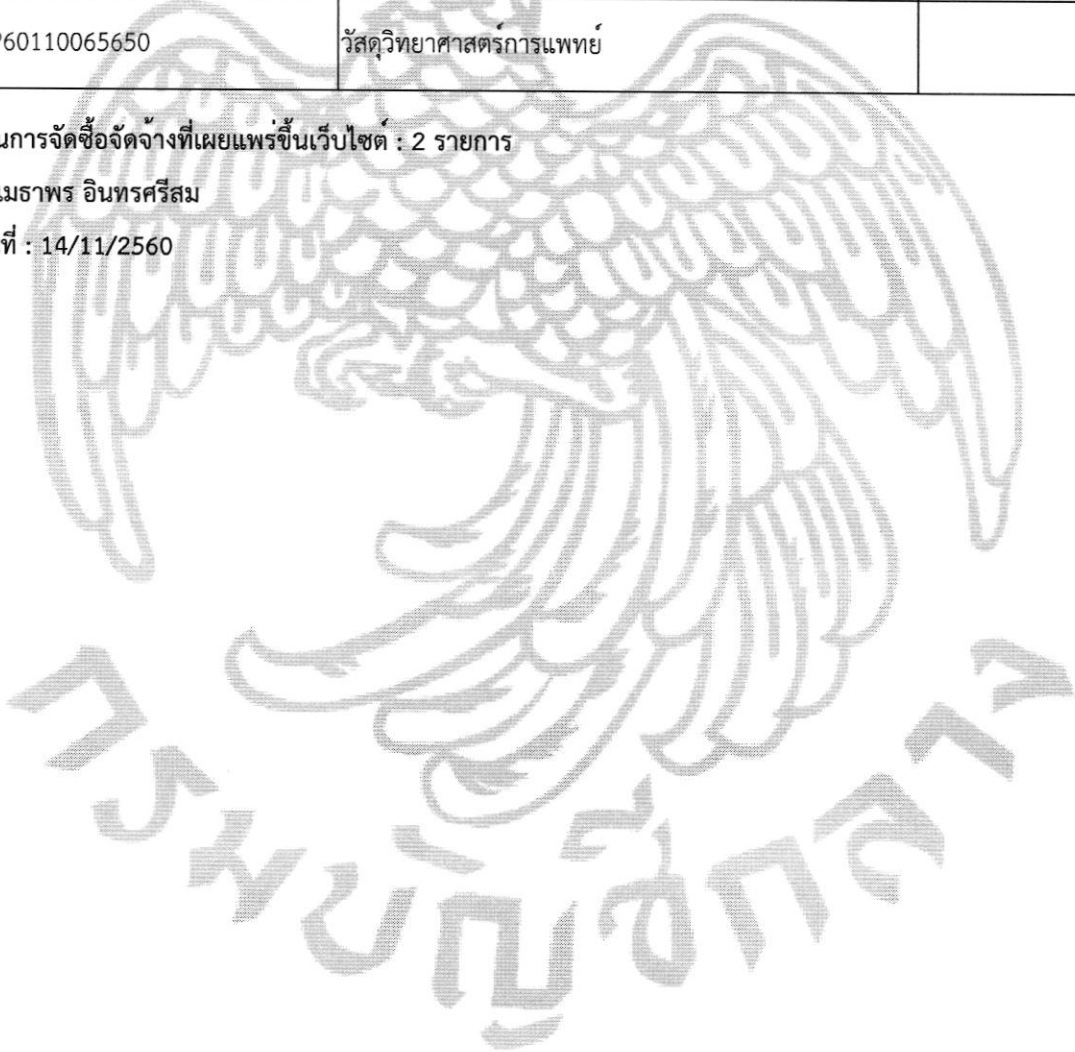 60110065650 วัสดุวิทยาศาสตร์การแพทย์
นการจัดซื้อจัดจ้างที่เผยแพร่ขึ้นเว็บไซต์ : 2 รายการ
เมธาพร อินทรศรีสม
ที่ : 14/11/2560
กรมบัญชีกลาง